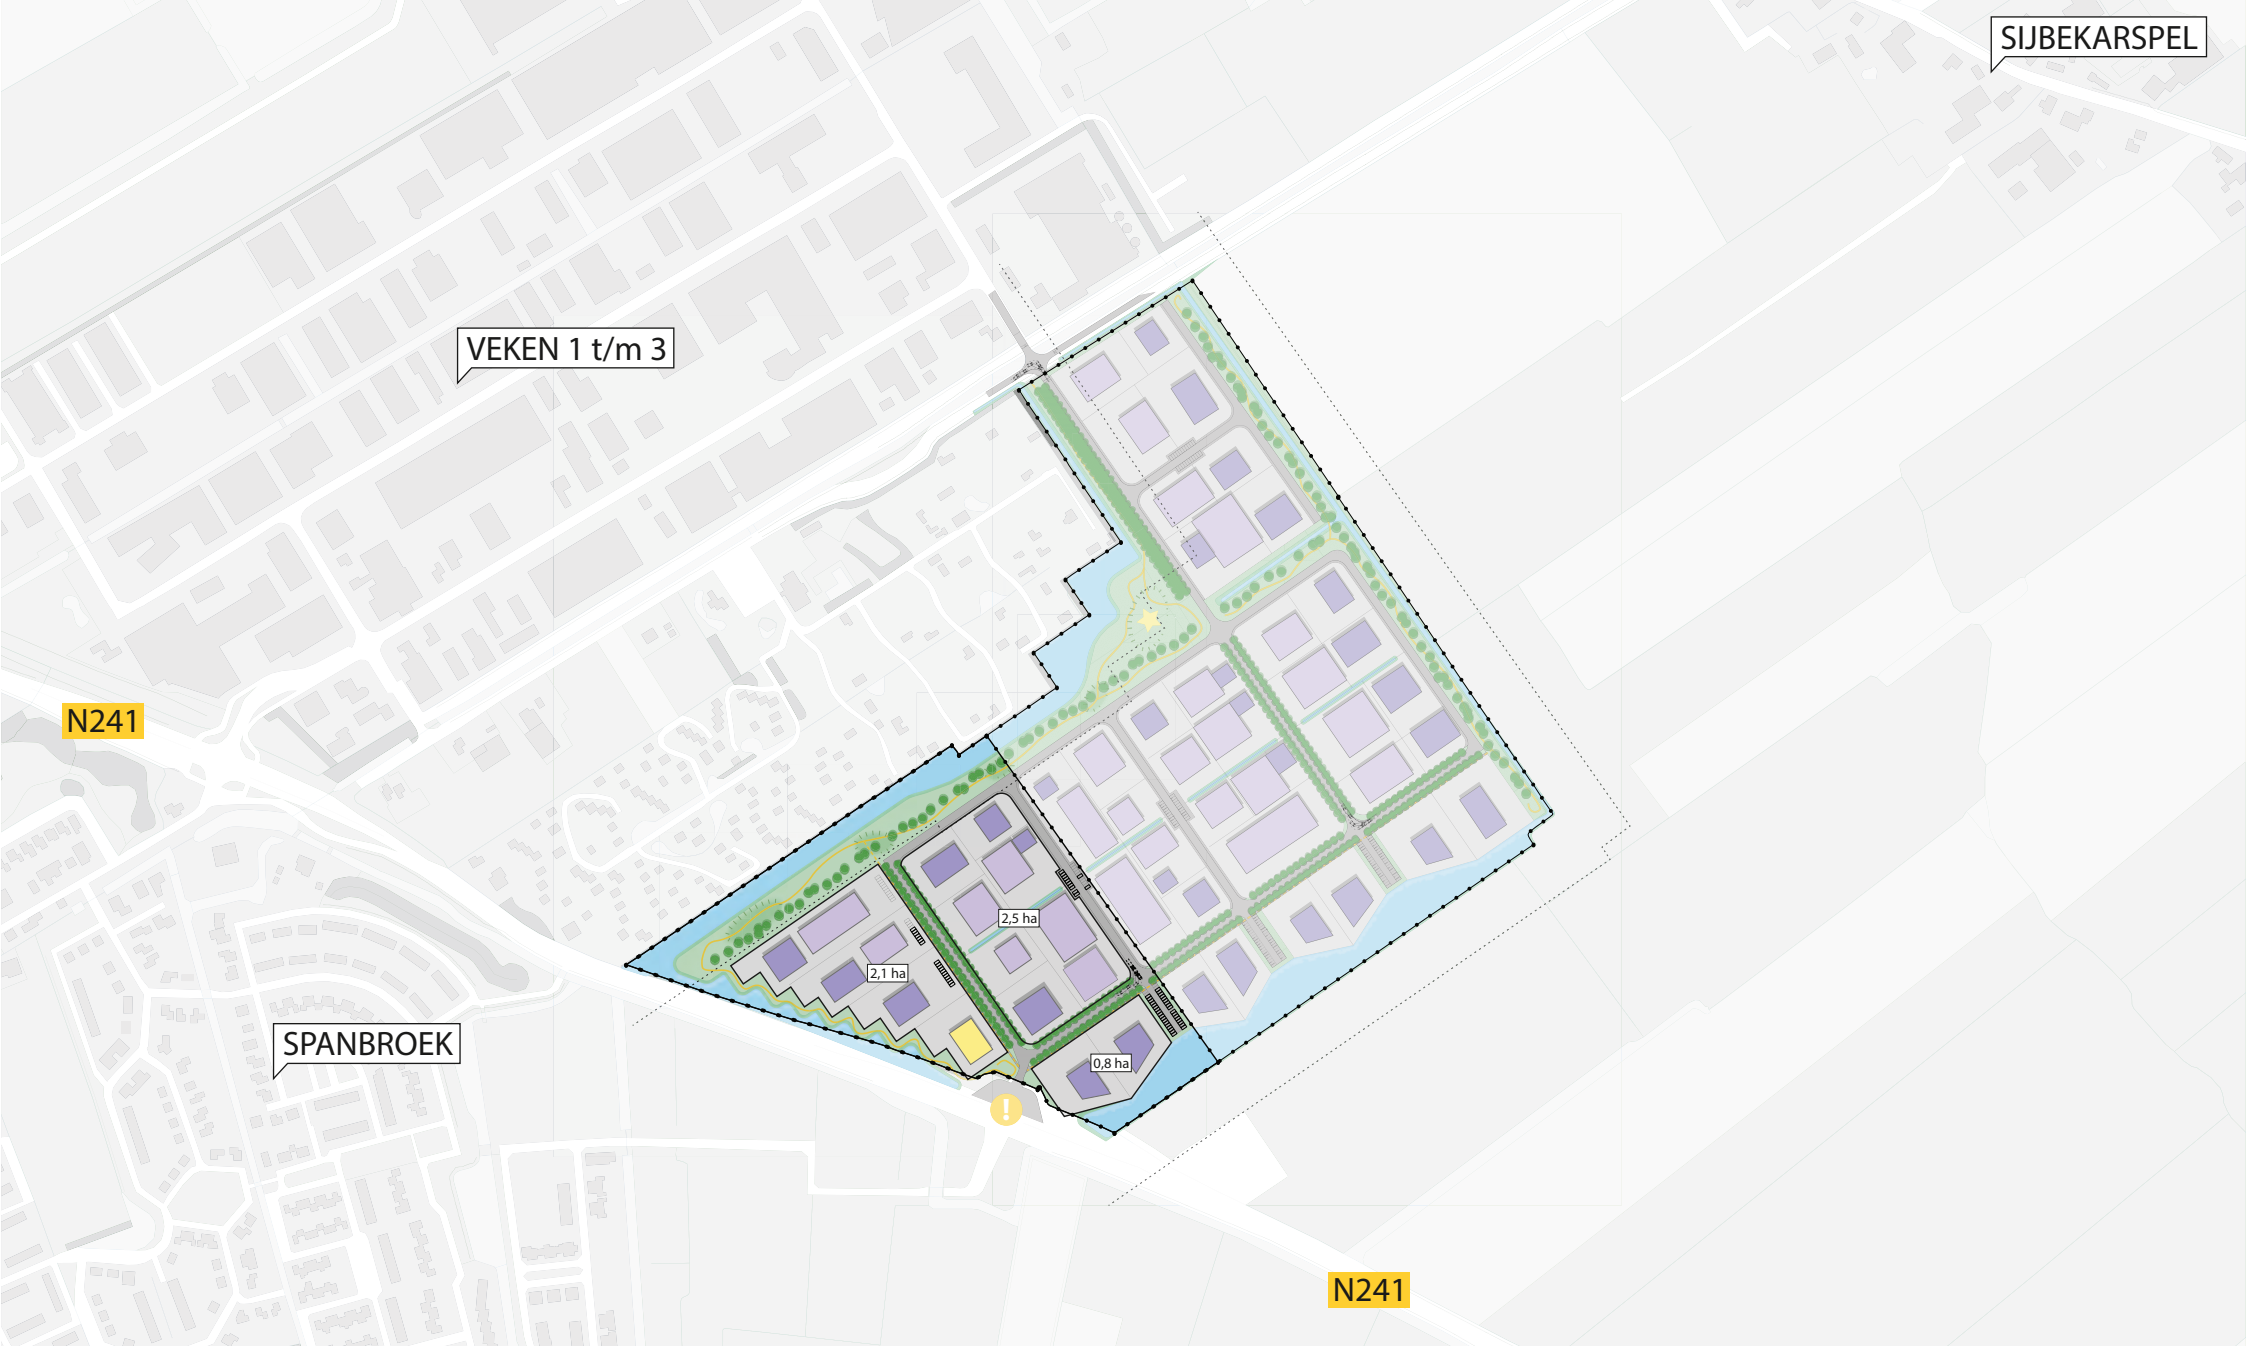 SIJBEKARSPEL
VEKEN 1 t/m 3
N241
2,5 ha
2,1 ha
SPANBROEK
0,8 ha
!
N241